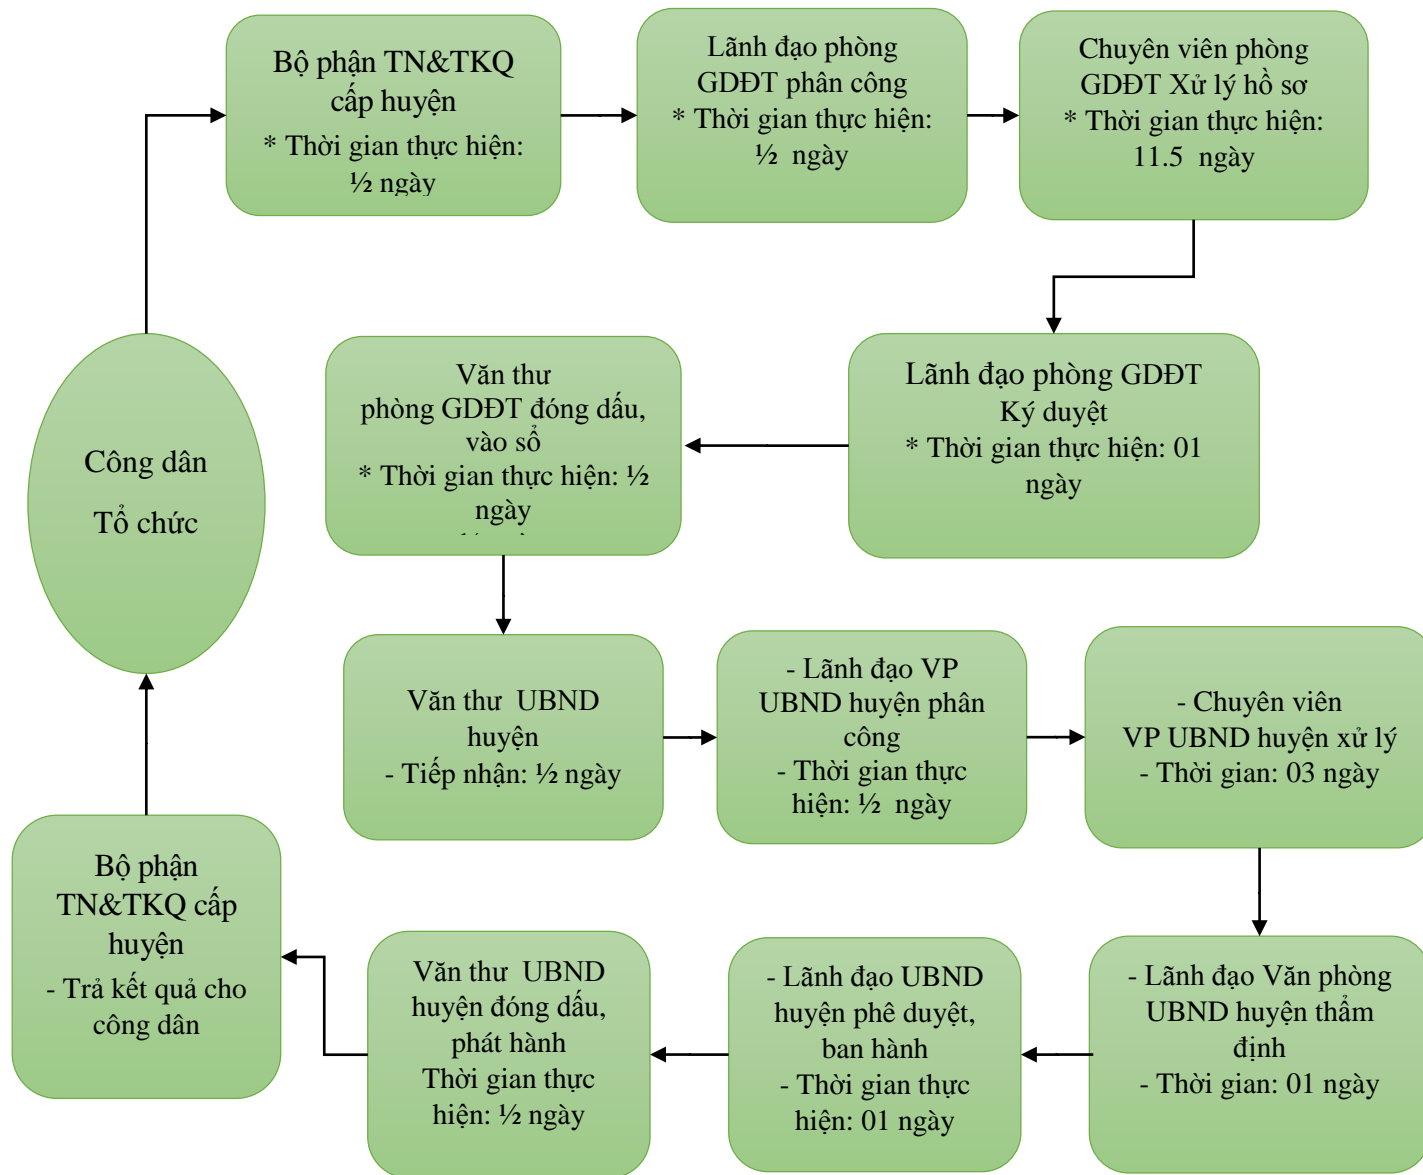 Bộ phận TN&TKQ
cấp huyện
* Thời gian thực hiện:
½ ngày
Lãnh đạo phòng
GDĐT phân công
* Thời gian thực hiện:
½ ngày
Chuyên viên phòng
GDĐT Xử lý hồ sơ
* Thời gian thực hiện:
11.5 ngày
Lãnh đạo phòng GDĐT
Ký duyệt
* Thời gian thực hiện: 01
ngày
Văn thư
phòng GDĐT đóng dấu,
vào sổ
* Thời gian thực hiện: ½
ngày
Công dân
Tổ chức
Văn thư UBND
huyện
- Tiếp nhận: ½ ngày
- Lãnh đạo VP
UBND huyện phân
công
- Thời gian thực
hiện: ½ ngày
- Chuyên viên
VP UBND huyện xử lý
- Thời gian: 03 ngày
- Lãnh đạo Văn phòng
UBND huyện thẩm
định
- Thời gian: 01 ngày
- Lãnh đạo UBND
huyện phê duyệt,
ban hành
- Thời gian thực
hiện: 01 ngày
Văn thư UBND
huyện đóng dấu,
phát hành
Thời gian thực
hiện: ½ ngày
Bộ phận
TN&TKQ cấp
huyện
- Trả kết quả cho
công dân